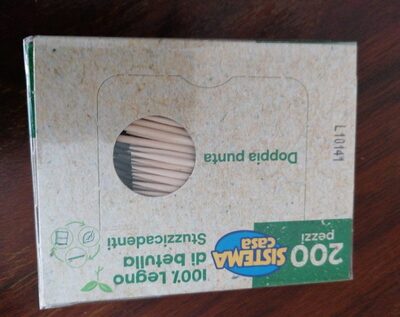 200
pezzi
SISTEMA
casa
100% Legno
di betulla
Stuzzicadenti
Doppia punta
L10141